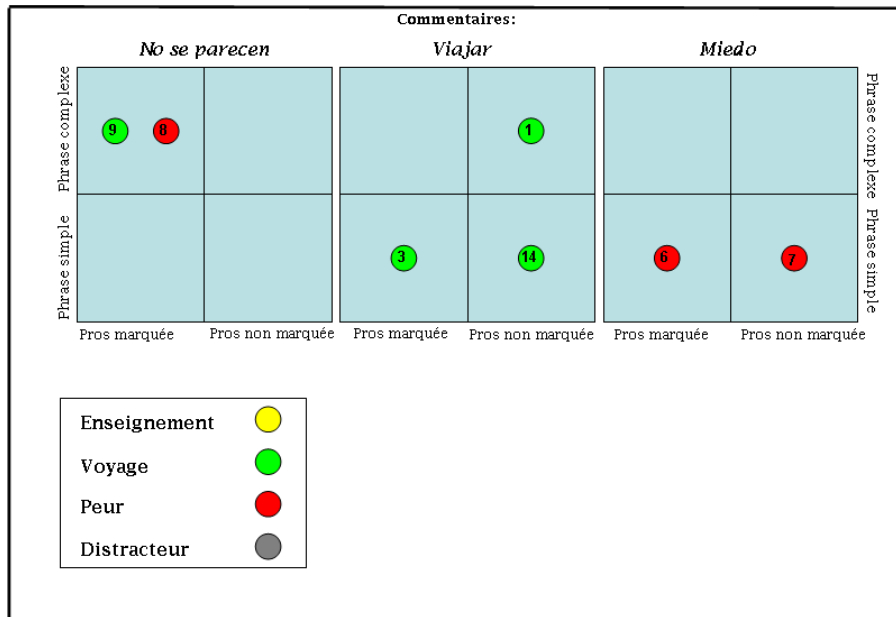 Commentaires:
No se parecen
Viajar
Miedo
Phrase complexe
9
8
1
Phrase complexe
Phrase simple
3
14
6
7
Phrase simple
Pros marquée
Pros non marquée
Pros marquée
Pros non marquée
Pros marquée
Pros non marquée
Enseignement
Voyage
Peur
Distracteur